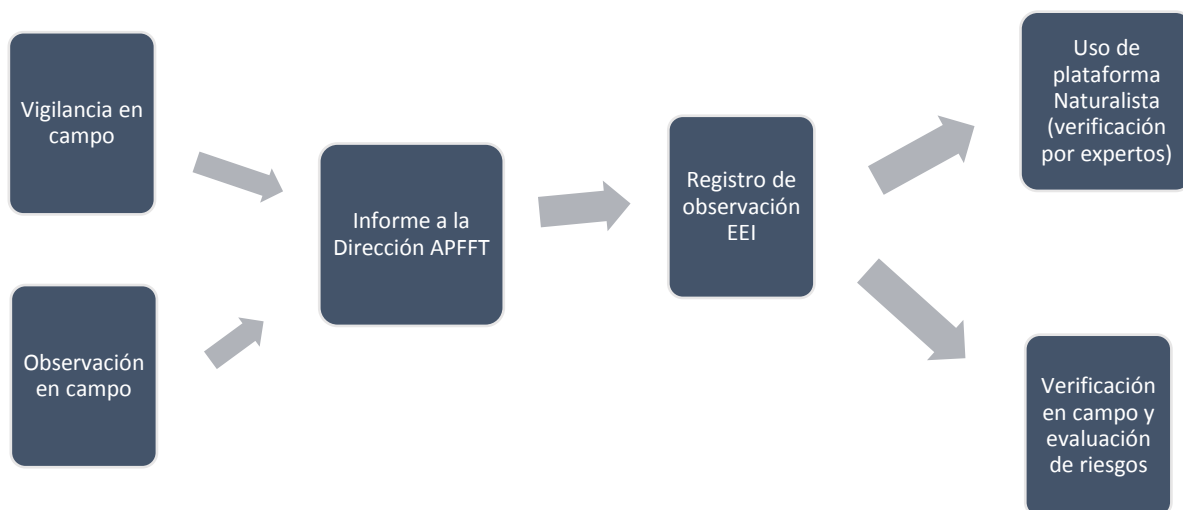 Vigilancia en
campo
Observación
en campo
Informe a la
Dirección APFFT
Registro de
observación
EEI
Uso de
plataforma
Naturalista
(verificación
por expertos)
Verificación
en campo y
evaluación
de riesgos